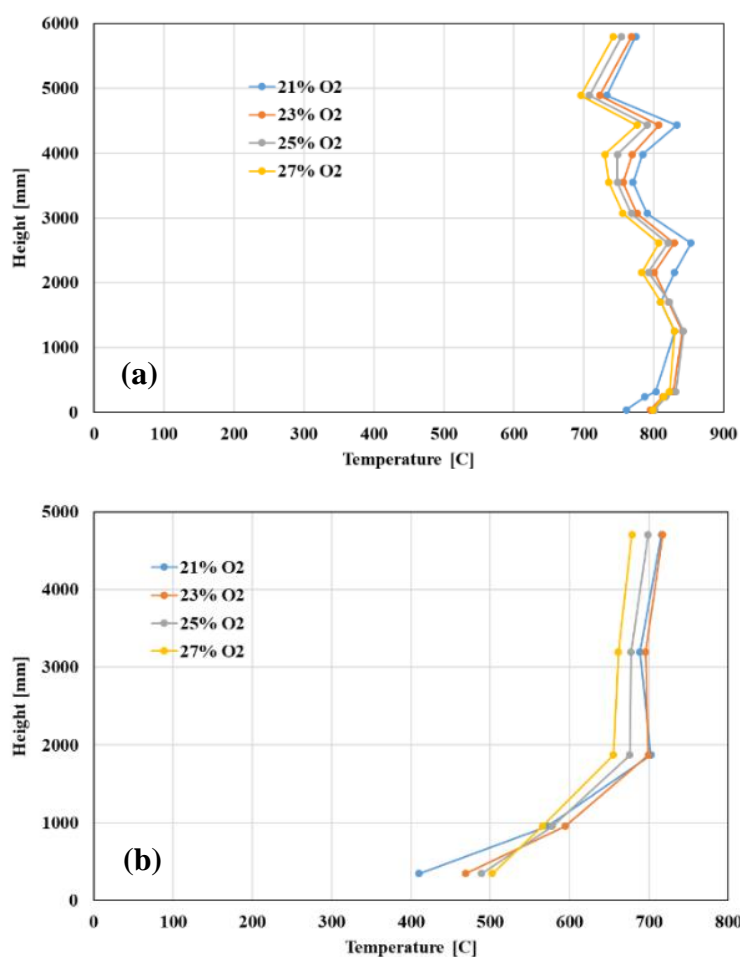 6000
5000
4000
3000
2000
1000
0
Height [mm]
21% O2
23% O2
25% O2
27% O2
(a)
0 100 200 300 400 500 600 700 800 900
Temperature [C]
5000
4000
3000
2000
1000
0
Height [mm]
21% O2
23% O2
25% O2
27% O2
(b)
0 100 200 300 400 500 600 700 800
Temperature [C]